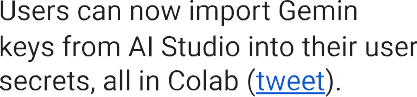 Users can now import Gemin
keys from AI Studio into their user
secrets, all in Colab (tweet).